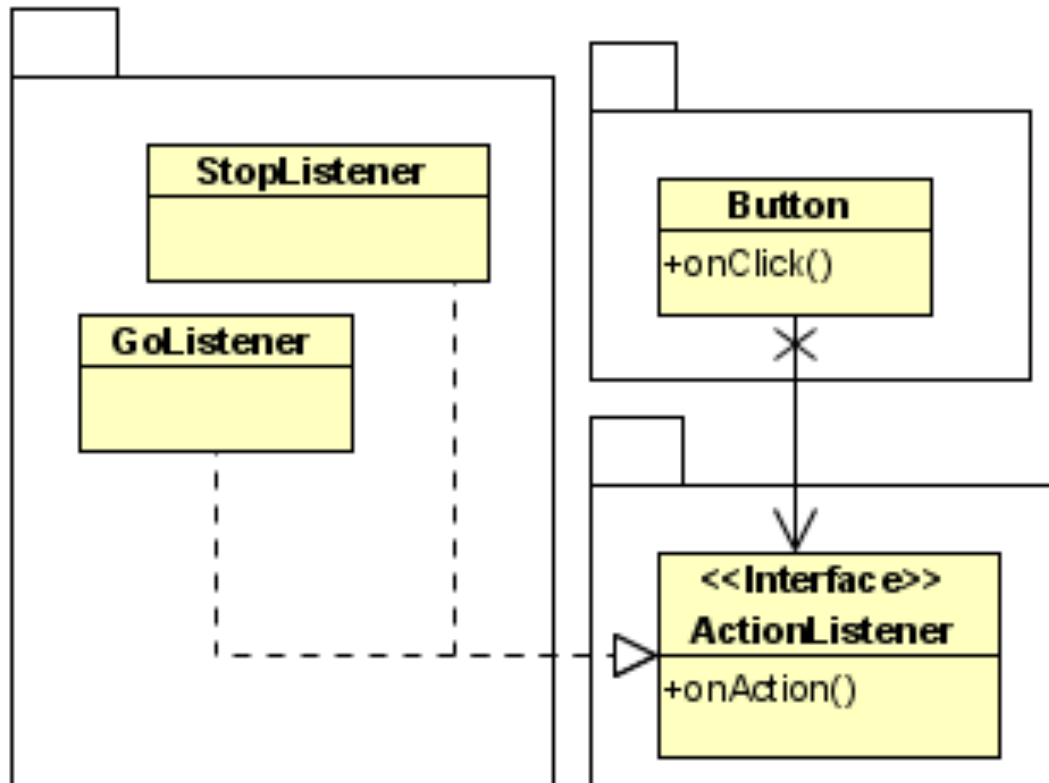 StopListener
GoListener
Button
+onClick()
<<Interface>>
ActionListener
+onAction()